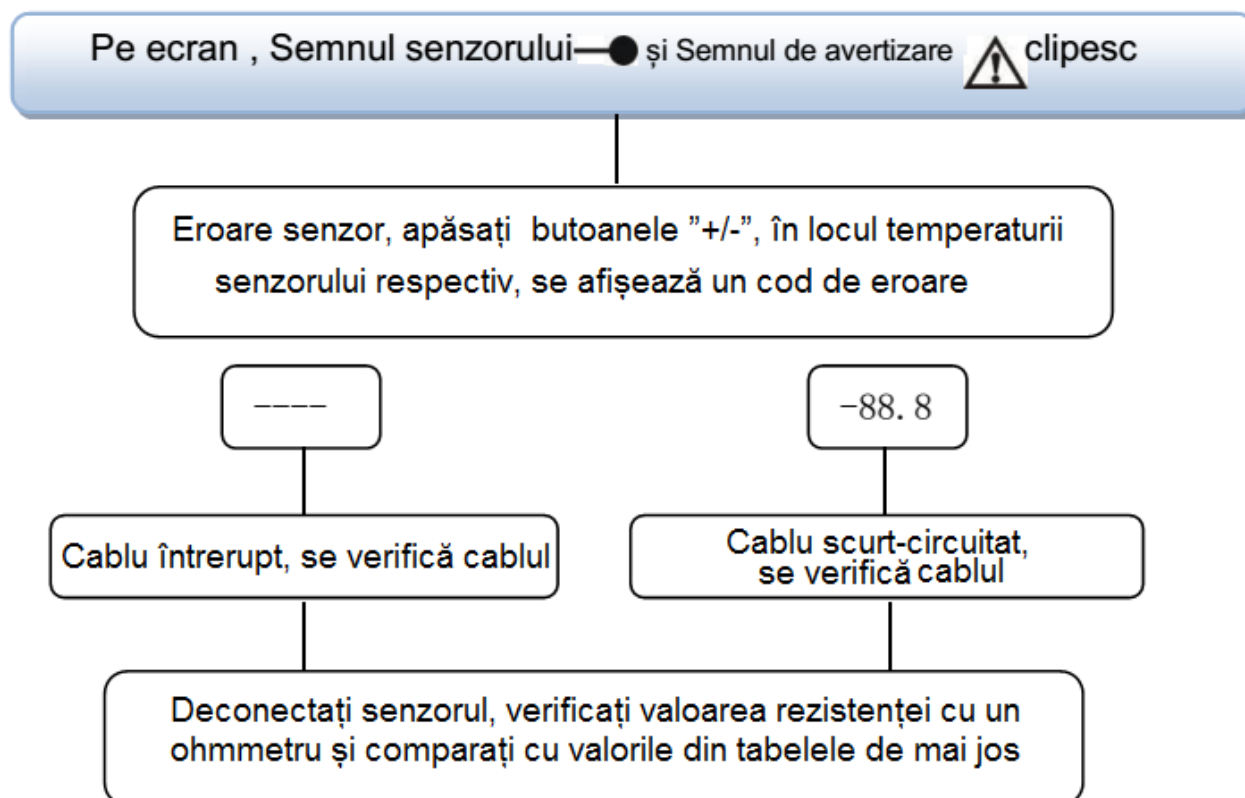 Pe ecran , Semnul senzorului și Semnul de avertizare clipesc
Eroare senzor, apăsați butoanele ”+/-”, în locul temperaturii
senzorului respectiv, se afișează un cod de eroare
----
-88.8
Cablu întrerupt, se verifică cablul
Cablu scurt-circuitat,
se verifică cablul
Deconectați senzorul, verificați valoarea rezistenței cu un
ohmmetru și comparați cu valorile din tabelele de mai jos